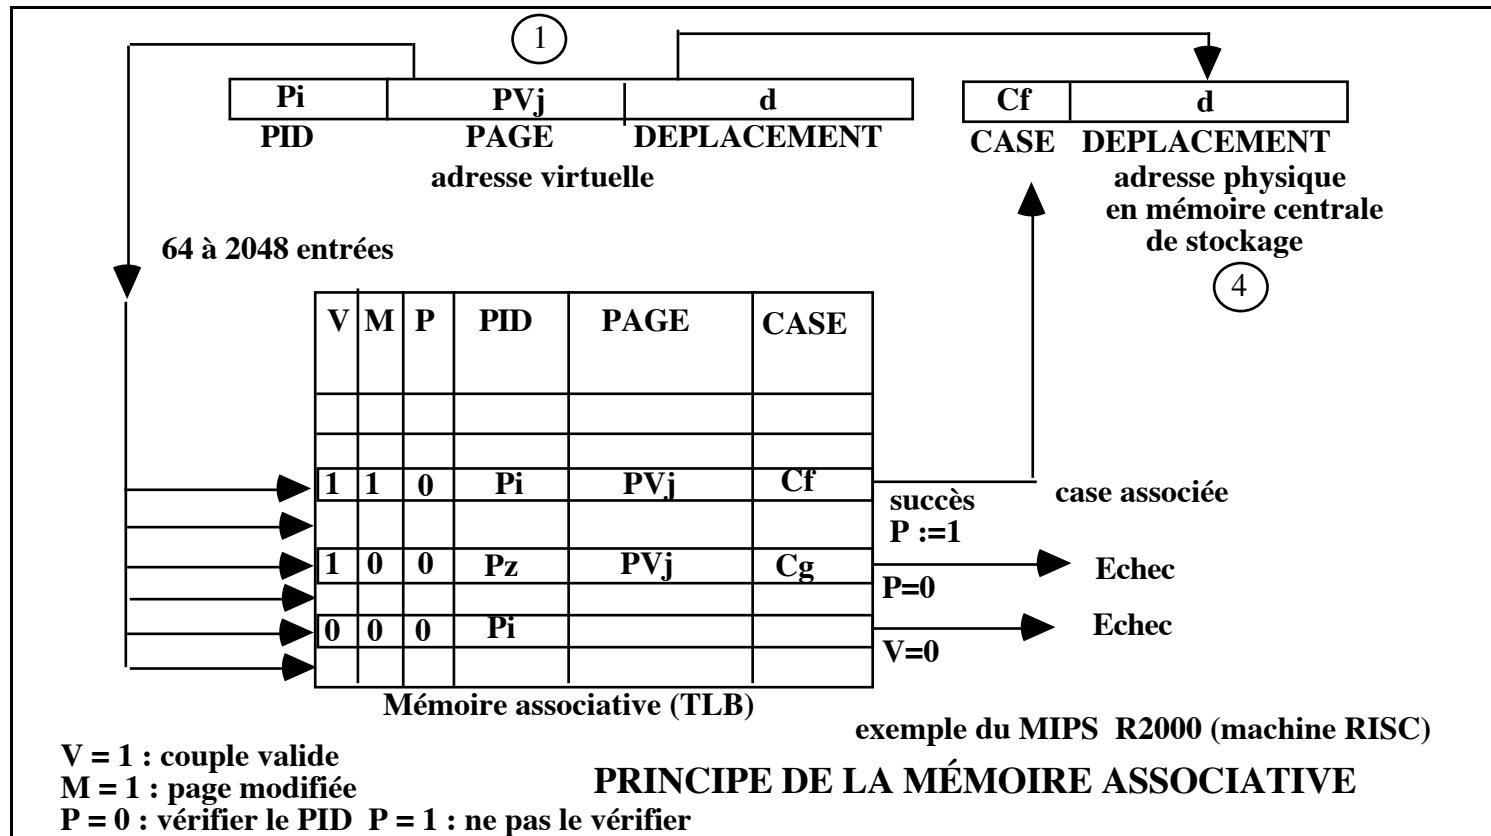 1
Pi PVj d
PID PAGE DEPLACEMENT
adresse virtuelle
Cf d
CASE DEPLACEMENT
adresse physique
en mémoire centrale
de stockage
4
64 à 2048 entrées
V M P PID PAGE CASE
1 1 0 Pi PVj Cf
succès
P :=1
case associée
1 0 0 Pz PVj Cg
P=0
Echec
0 0 0 Pi
V=0
Echec
Mémoire associative (TLB)
exemple du MIPS R2000 (machine RISC)
V = 1 : couple valide
M = 1 : page modifiée
P = 0 : vérifier le PID P = 1 : ne pas le vérifier
PRINCIPE DE LA MÉMOIRE ASSOCIATIVE